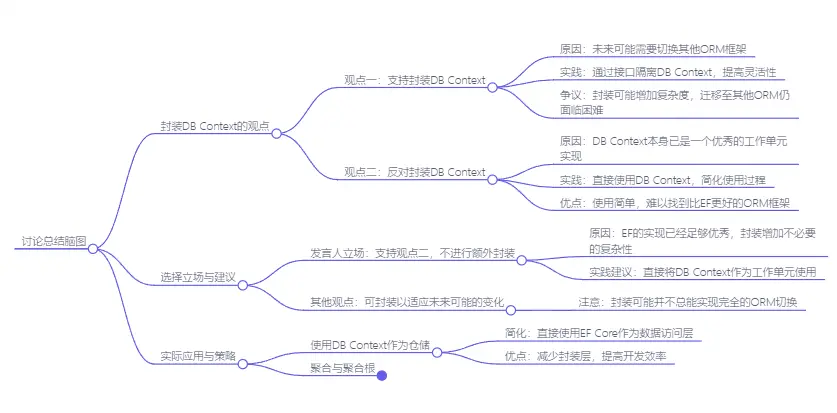 讨论总结脑图
封装DB Context的观点
观点一：支持封装DB Context
原因：未来可能需要切换其他ORM框架
实践：通过接口隔离DB Context，提高灵活性
争议：封装可能增加复杂度，迁移至其他ORM仍
面临困难
观点二：反对封装DB Context
原因：DB Context本身已是一个优秀的工作单元
实现
实践：直接使用DB Context，简化使用过程
优点：使用简单，难以找到比EF更好的ORM框架
选择立场与建议
发言人立场：支持观点二，不进行额外封装
原因：EF的实现已经足够优秀，封装增加不必要
的复杂性
实践建议：直接将DB Context作为工作单元使用
其他观点：可封装以适应未来可能的变化
注意：封装可能并不总能实现完全的ORM切换
实际应用与策略
使用DB Context作为仓储
简化：直接使用EF Core作为数据访问层
优点：减少封装层，提高开发效率
聚合与聚合根